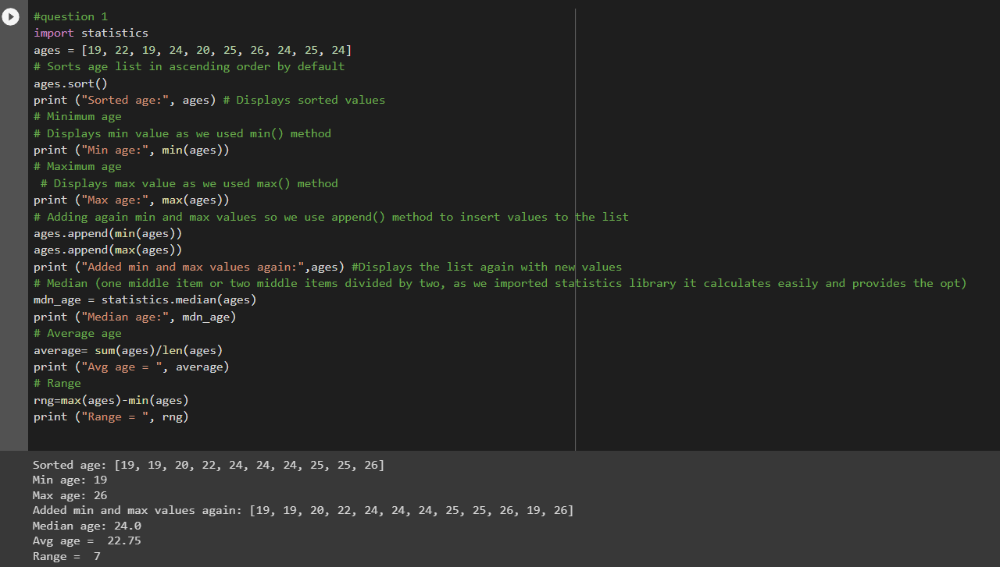 #question 1
import statistics
ages = [19, 22, 19, 24, 20, 25, 26, 24, 25, 24]
# Sorts age list in ascending order by default
ages.sort()
print ("Sorted age:", ages) # Displays sorted values
# Minimum age
# Displays min value as we used min() method
print ("Min age:", min(ages))
# Maximum age
 # Displays max value as we used max() method
print ("Max age:", max(ages))
# Adding again min and max values so we use append() method to insert values to the list
ages.append(min(ages))
ages.append(max(ages))
print ("Added min and max values again:",ages) #Displays the list again with new values
# Median (one middle item or two middle items divided by two, as we imported statistics library it calculates easily and provides the opt)
mdn_age = statistics.median(ages)
print ("Median age:", mdn_age)
# Average age
average= sum(ages)/len(ages)
print ("Avg age = ", average)
# Range
rng=max(ages)-min(ages)
print ("Range = ", rng)
Sorted age: [19, 19, 20, 22, 24, 24, 24, 25, 25, 26]
Min age: 19
Max age: 26
Added min and max values again: [19, 19, 20, 22, 24, 24, 24, 25, 25, 26, 19, 26]
Median age: 24.0
Avg age =  22.75
Range =  7